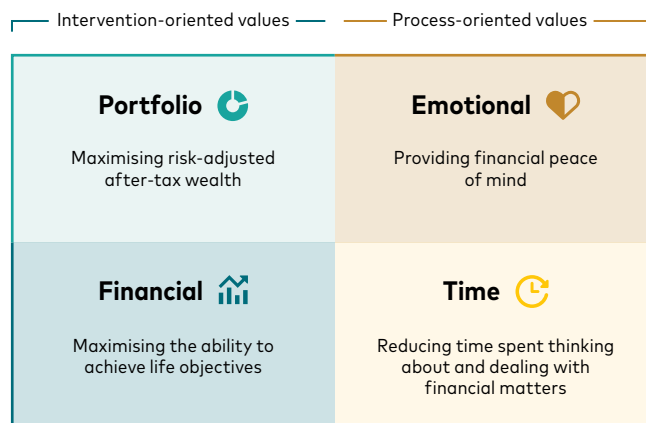 Intervention-oriented values
Process-oriented values
Portfolio
Maximising risk-adjusted
after-tax wealth
Emotional
Providing financial peace
of mind
Financial
Maximising the ability to
achieve life objectives
Time
Reducing time spent thinking
about and dealing with
financial matters